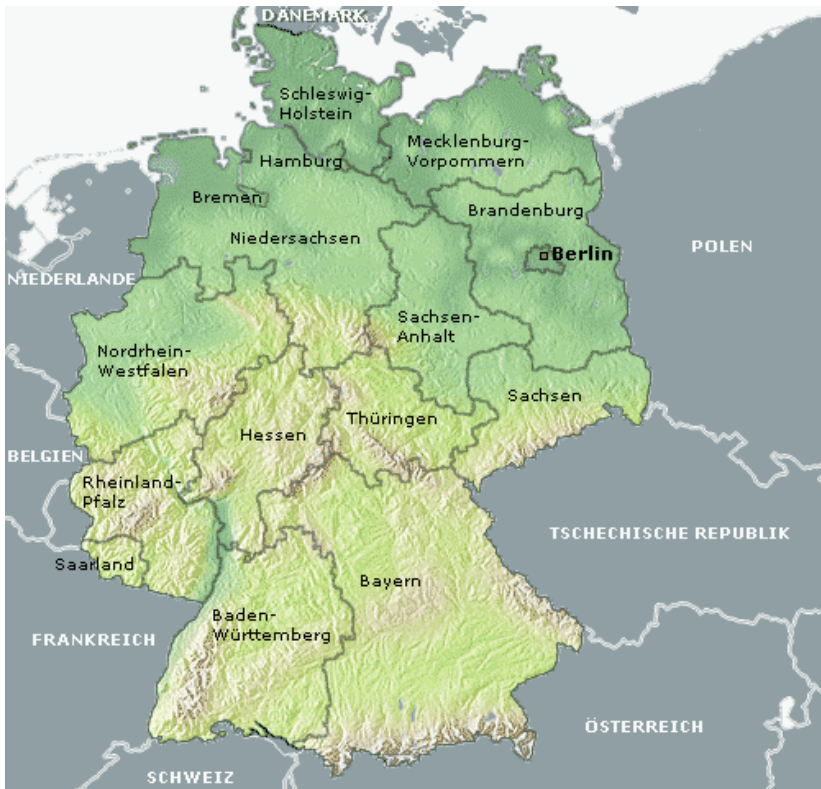 DÄNEMARK
Schleswig-
Holstein
Mecklenburg-
Vorpommern
Hamburg
Bremen
Brandenburg
Niedersachsen
Berlin
POLEN
NIEDERLANDE
Sachsen-
Anhalt
Nordrhein-
Westfalen
Sachsen
Thüringen
Hessen
BELGIEN
Rheinland-
Pfalz
TSCHECHISCHE REPUBLIK
Saarland
Bayern
Baden-
Württemberg
FRANKREICH
ÖSTERREICH
SCHWEIZ